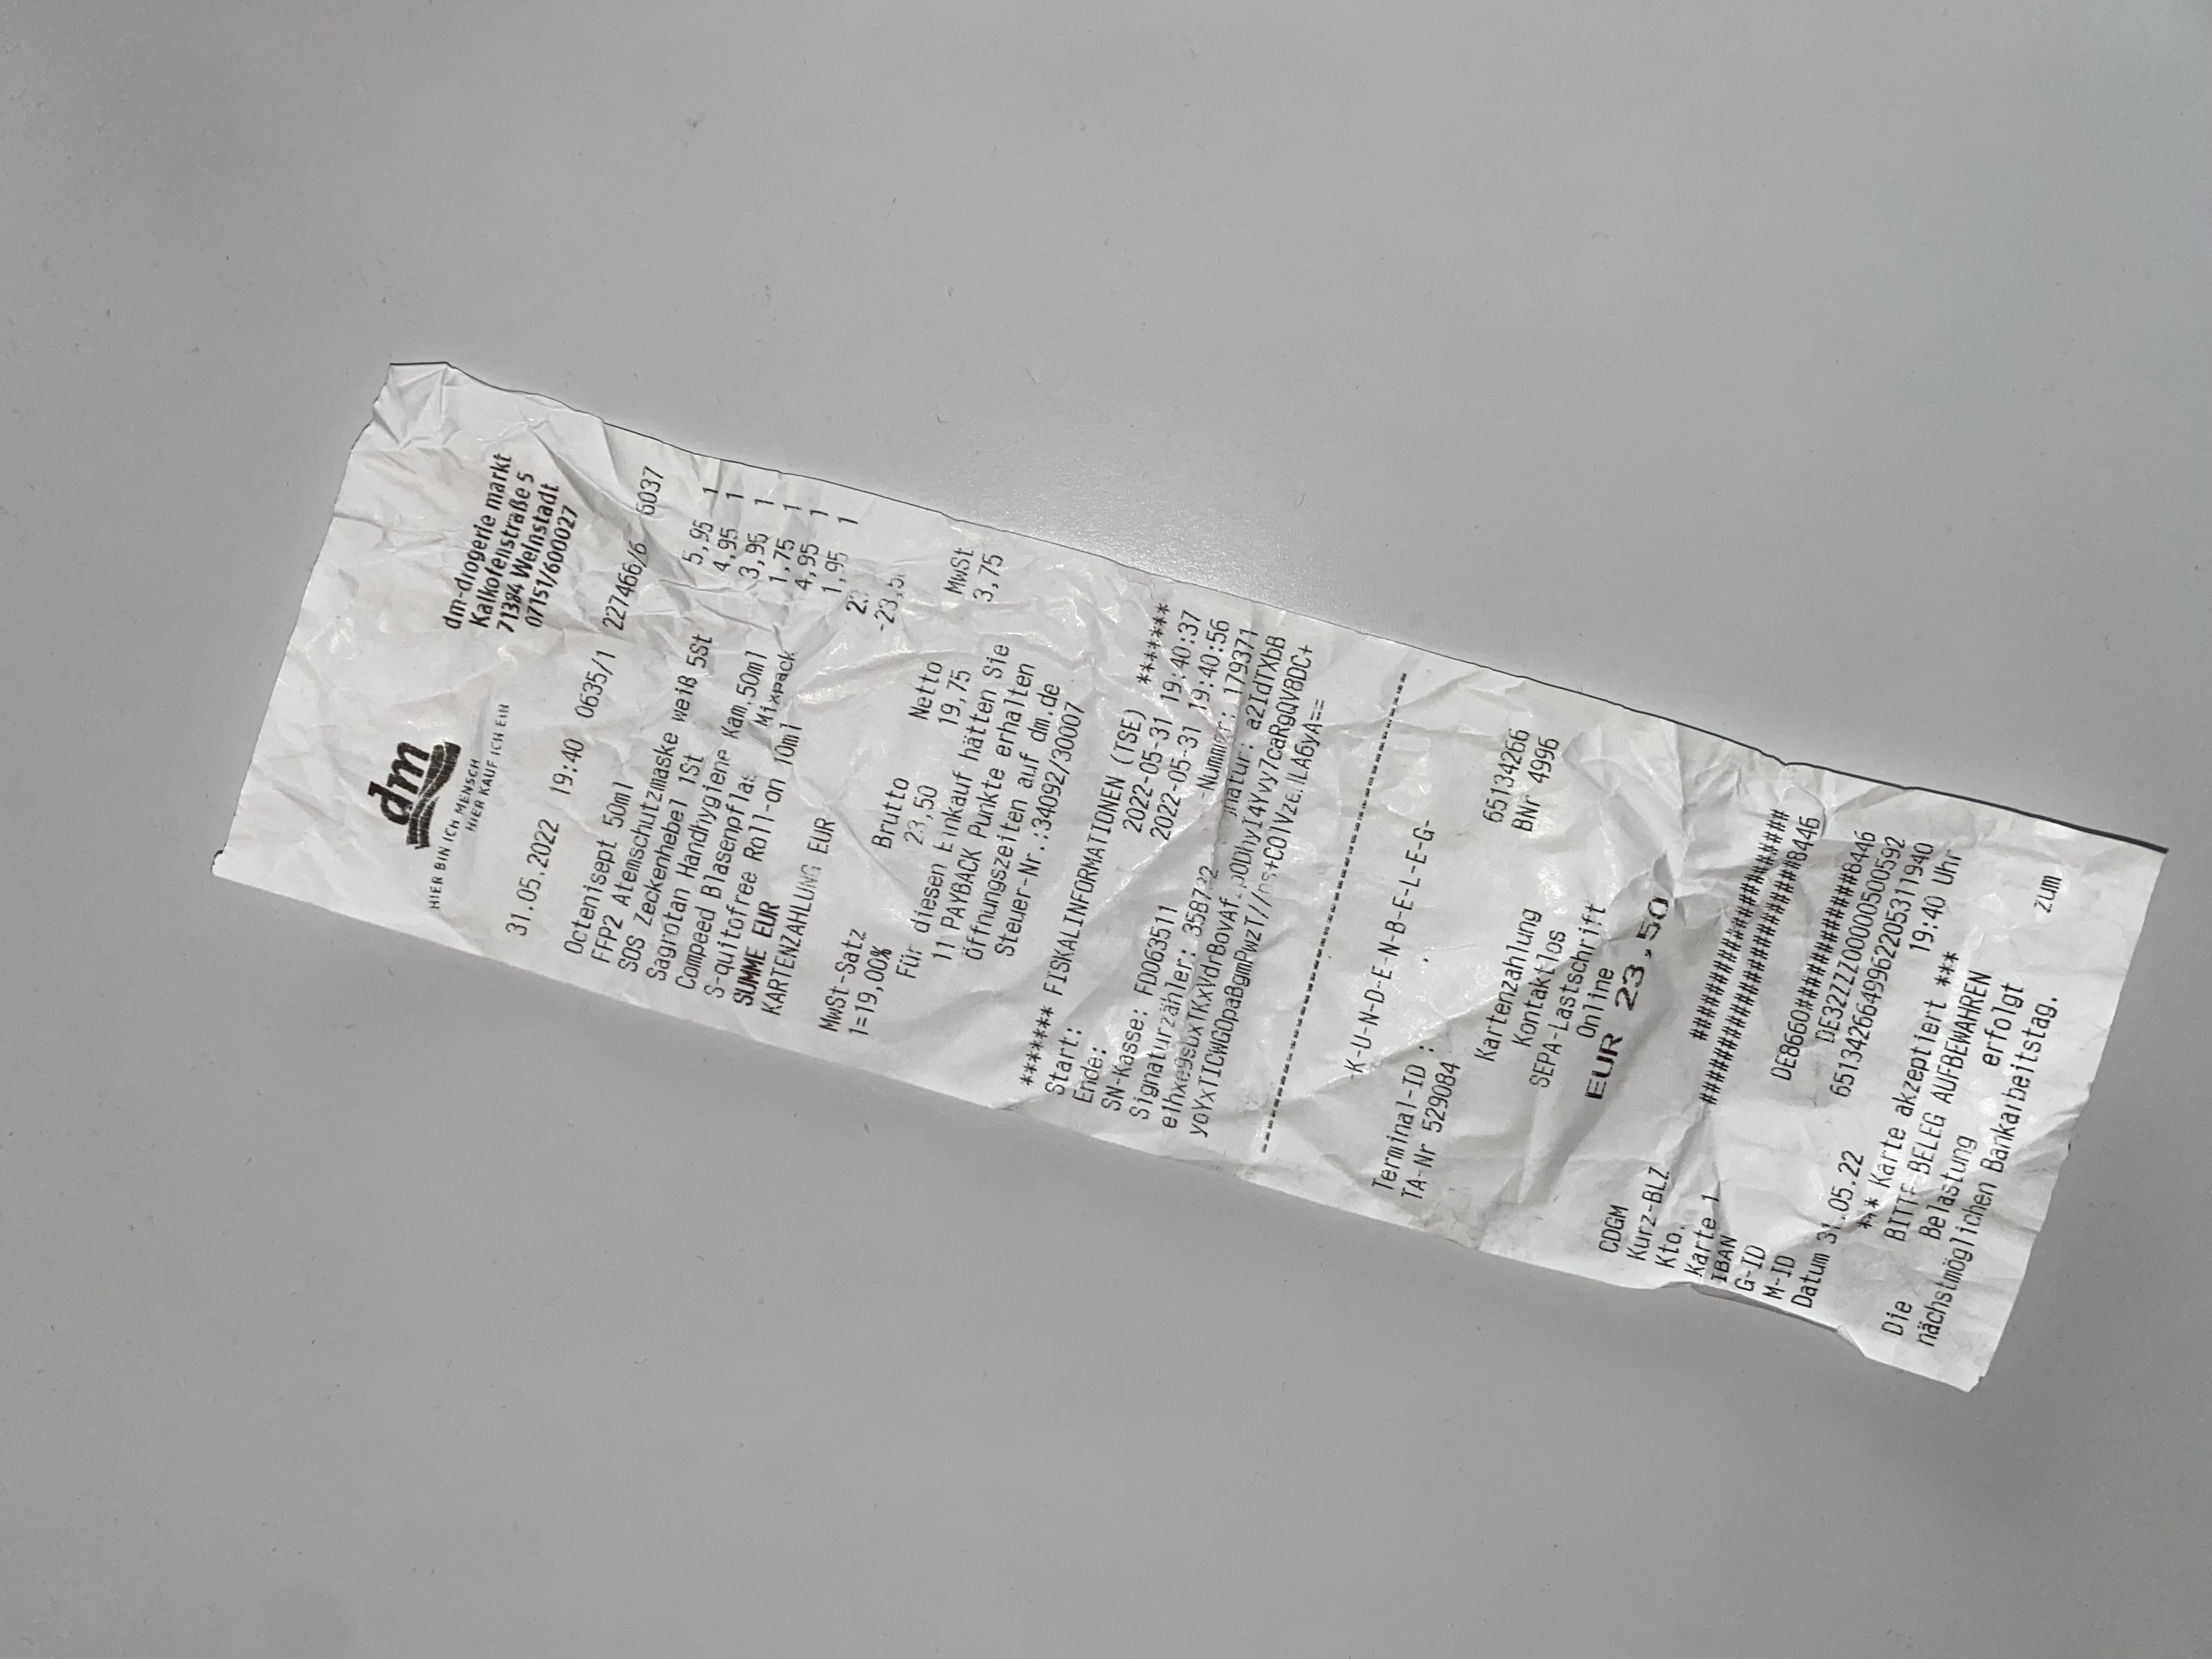 dm
HIER BIN ICH MENSCH
HIER KAUF ICH EIN
dm-drogerie markt
Kalkofenstraße 5
71384 Weinstadt
07151/600027
31.05.2022 19:40 0635/1 227466/6 6037
Octenisept 50ml 5,95 1
FFP2 Atemschutzmaske weiß 5St 4,95 1
SOS Zeckenhebel 1St 3,95 1
Sagrotan Handhygiene Kam.50ml 1,75 1
Compeed Mixpack 4,95 1
S-quitofree Roll-on 10ml 1,95 1
SUMME EUR
KARTENZAHLUNG EUR
MwSt-Satz Brutto Netto MwSt
1=19,00% 23,50 19,75 3,75
Für diesen Einkauf hätten Sie
11 PAYBACK Punkte erhalten
Öffnungszeiten auf dm.de
Steuer-Nr.:34092/30007
******* FISKALINFORMATIONEN (TSE) *******
Start: 2022-05-31 19:40:37
Ende: 2022-05-31 19:40:56
SN-Kasse: FD063511 179371
Signaturzähler: a2IdTXbB
-K-U-N-D-E-N-B-E-L-E-G-
Terminal-ID : 65134266
TA-Nr 529084 BNr 4996
Kartenzahlung
Kontaktlos
SEPA-Lastschrift
Online
EUR 23,50
CDGM
Kurz-BLZ ####################
Kto. #####################8446
Karte 1
IBAN DE8660############8446
G-ID DE32ZZZ00000500592
M-ID 6513426649962205311940
Datum 31.05.22 19:40 Uhr
*** Karte akzeptiert ***
BITTE BELEG AUFBEWAHREN
Die Belastung erfolgt zum
nächstmöglichen Bankarbeitstag.